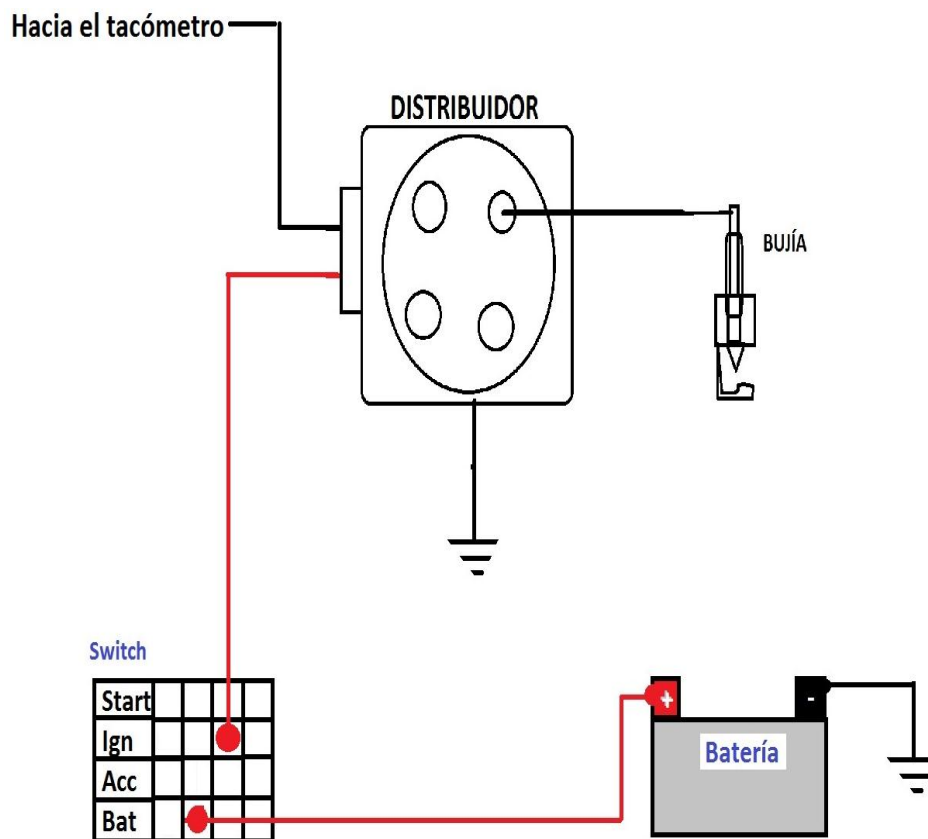 Hacia el tacómetro
DISTRIBUIDOR
BUJÍA
Switch
Start
Ign
Acc
Bat
+
-
Batería